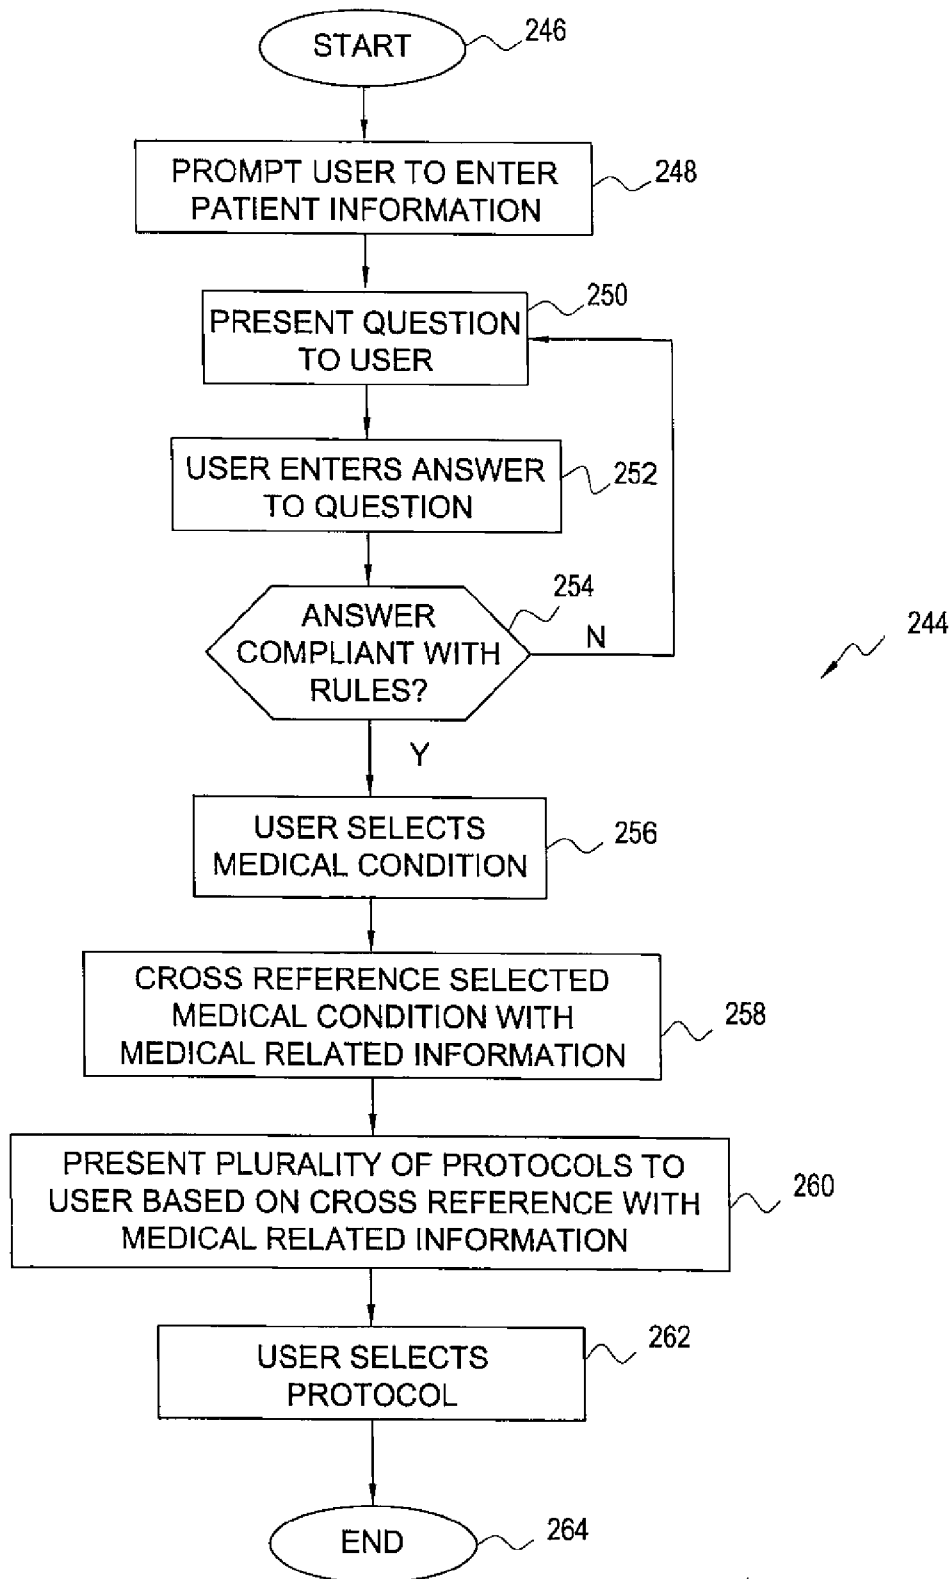 START
246
PROMPT USER TO ENTER
PATIENT INFORMATION
248
250
PRESENT QUESTION
TO USER
USER ENTERS ANSWER
TO QUESTION
252
254
ANSWER
COMPLIANT WITH
RULES?
N
244
Y
USER SELECTS
MEDICAL CONDITION
256
CROSS REFERENCE SELECTED
MEDICAL CONDITION WITH
MEDICAL RELATED INFORMATION
258
PRESENT PLURALITY OF PROTOCOLS TO
USER BASED ON CROSS REFERENCE WITH
MEDICAL RELATED INFORMATION
260
USER SELECTS
PROTOCOL
262
END
264